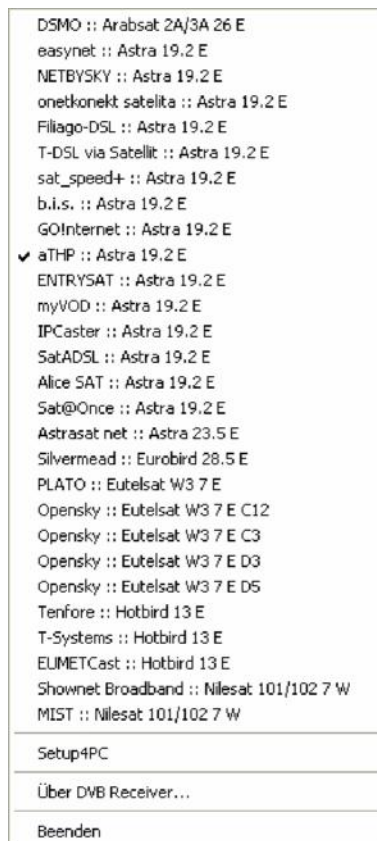 DSMO :: Arabsat 2A/3A 26 E
easynet :: Astra 19.2 E
NETBYSKY :: Astra 19.2 E
onetkonekt satelita :: Astra 19.2 E
Filiago-DSL :: Astra 19.2 E
T-DSL via Satellit :: Astra 19.2 E
sat_speed+ :: Astra 19.2 E
b.i.s. :: Astra 19.2 E
GO!nternet :: Astra 19.2 E
aTHP :: Astra 19.2 E
ENTRYSAT :: Astra 19.2 E
myVOD :: Astra 19.2 E
IPCaster :: Astra 19.2 E
SatADSL :: Astra 19.2 E
Alice SAT :: Astra 19.2 E
Sat@Once :: Astra 19.2 E
Astrasat net :: Astra 23.5 E
Silvermead :: Eurobird 28.5 E
PLATO :: Eutelsat W3 7 E
Opensky :: Eutelsat W3 7 E C12
Opensky :: Eutelsat W3 7 E C3
Opensky :: Eutelsat W3 7 E D3
Opensky :: Eutelsat W3 7 E D5
Tenfore :: Hotbird 13 E
T-Systems :: Hotbird 13 E
EUMETCast :: Hotbird 13 E
Shownet Broadband :: Nilesat 101/102 7 W
MIST :: Nilesat 101/102 7 W
Setup4PC
Über DVB Receiver...
Beenden